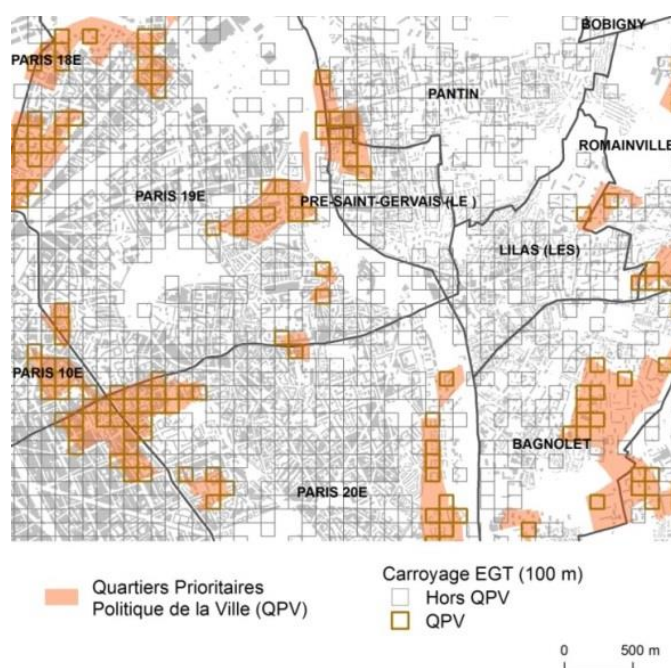 BOBIGNY
PARIS 18E
PANTIN
ROMAINVILLE
PARIS 19E
PRE-SAINT-GERVAIS (LE )
LILAS (LES)
PARIS 10E
BAGNOLET
PARIS 20E
Quartiers Prioritaires
Politique de la Ville (QPV)
Carroyage EGT (100 m)
Hors QPV
QPV
0 500 m